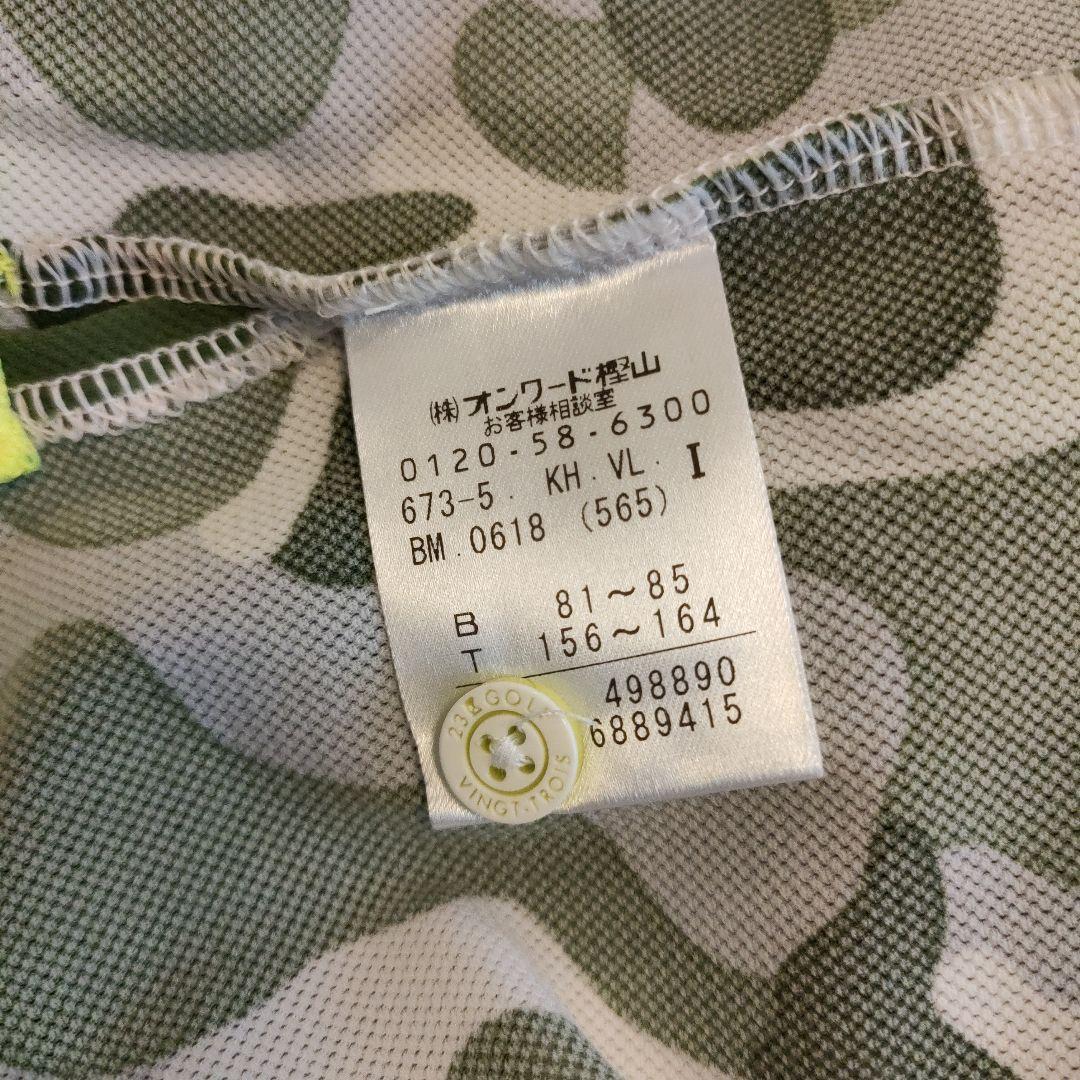 (株)オンワード樫山
お客様相談室
0120-58-6300
673-5. KH.VL. I
BM.0618 (565)
B 81〜85
T 156〜164
498890
6889415
23区GOLF
VINGT-TROIS